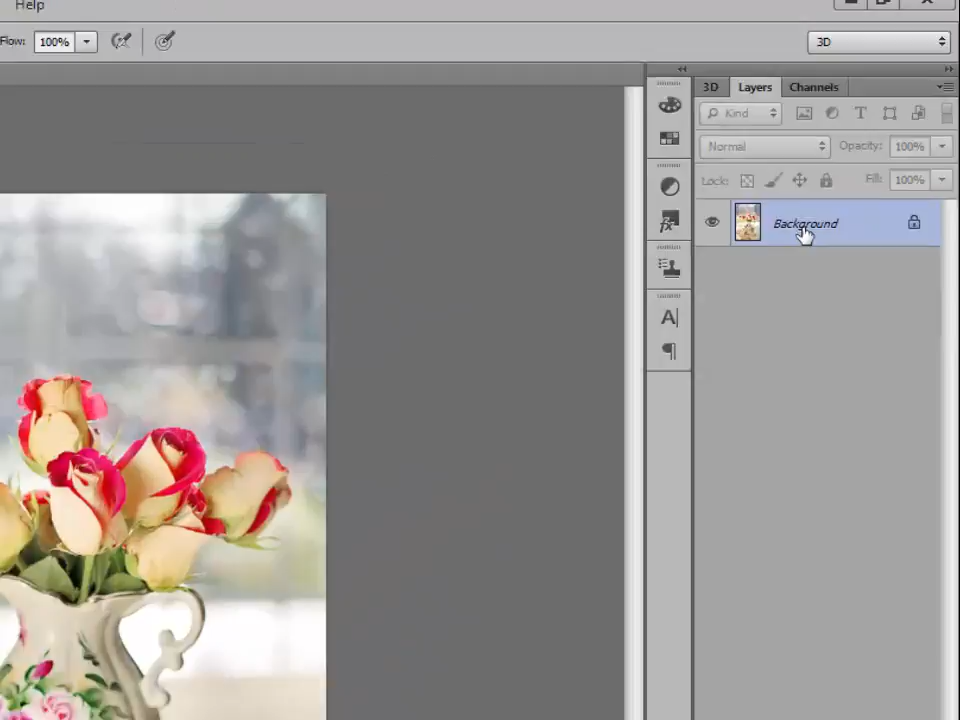 Help
Flow: 100% 3D
3D Layers Channels
Kind
Normal Opacity: 100%
Lock: Fill: 100%
Background